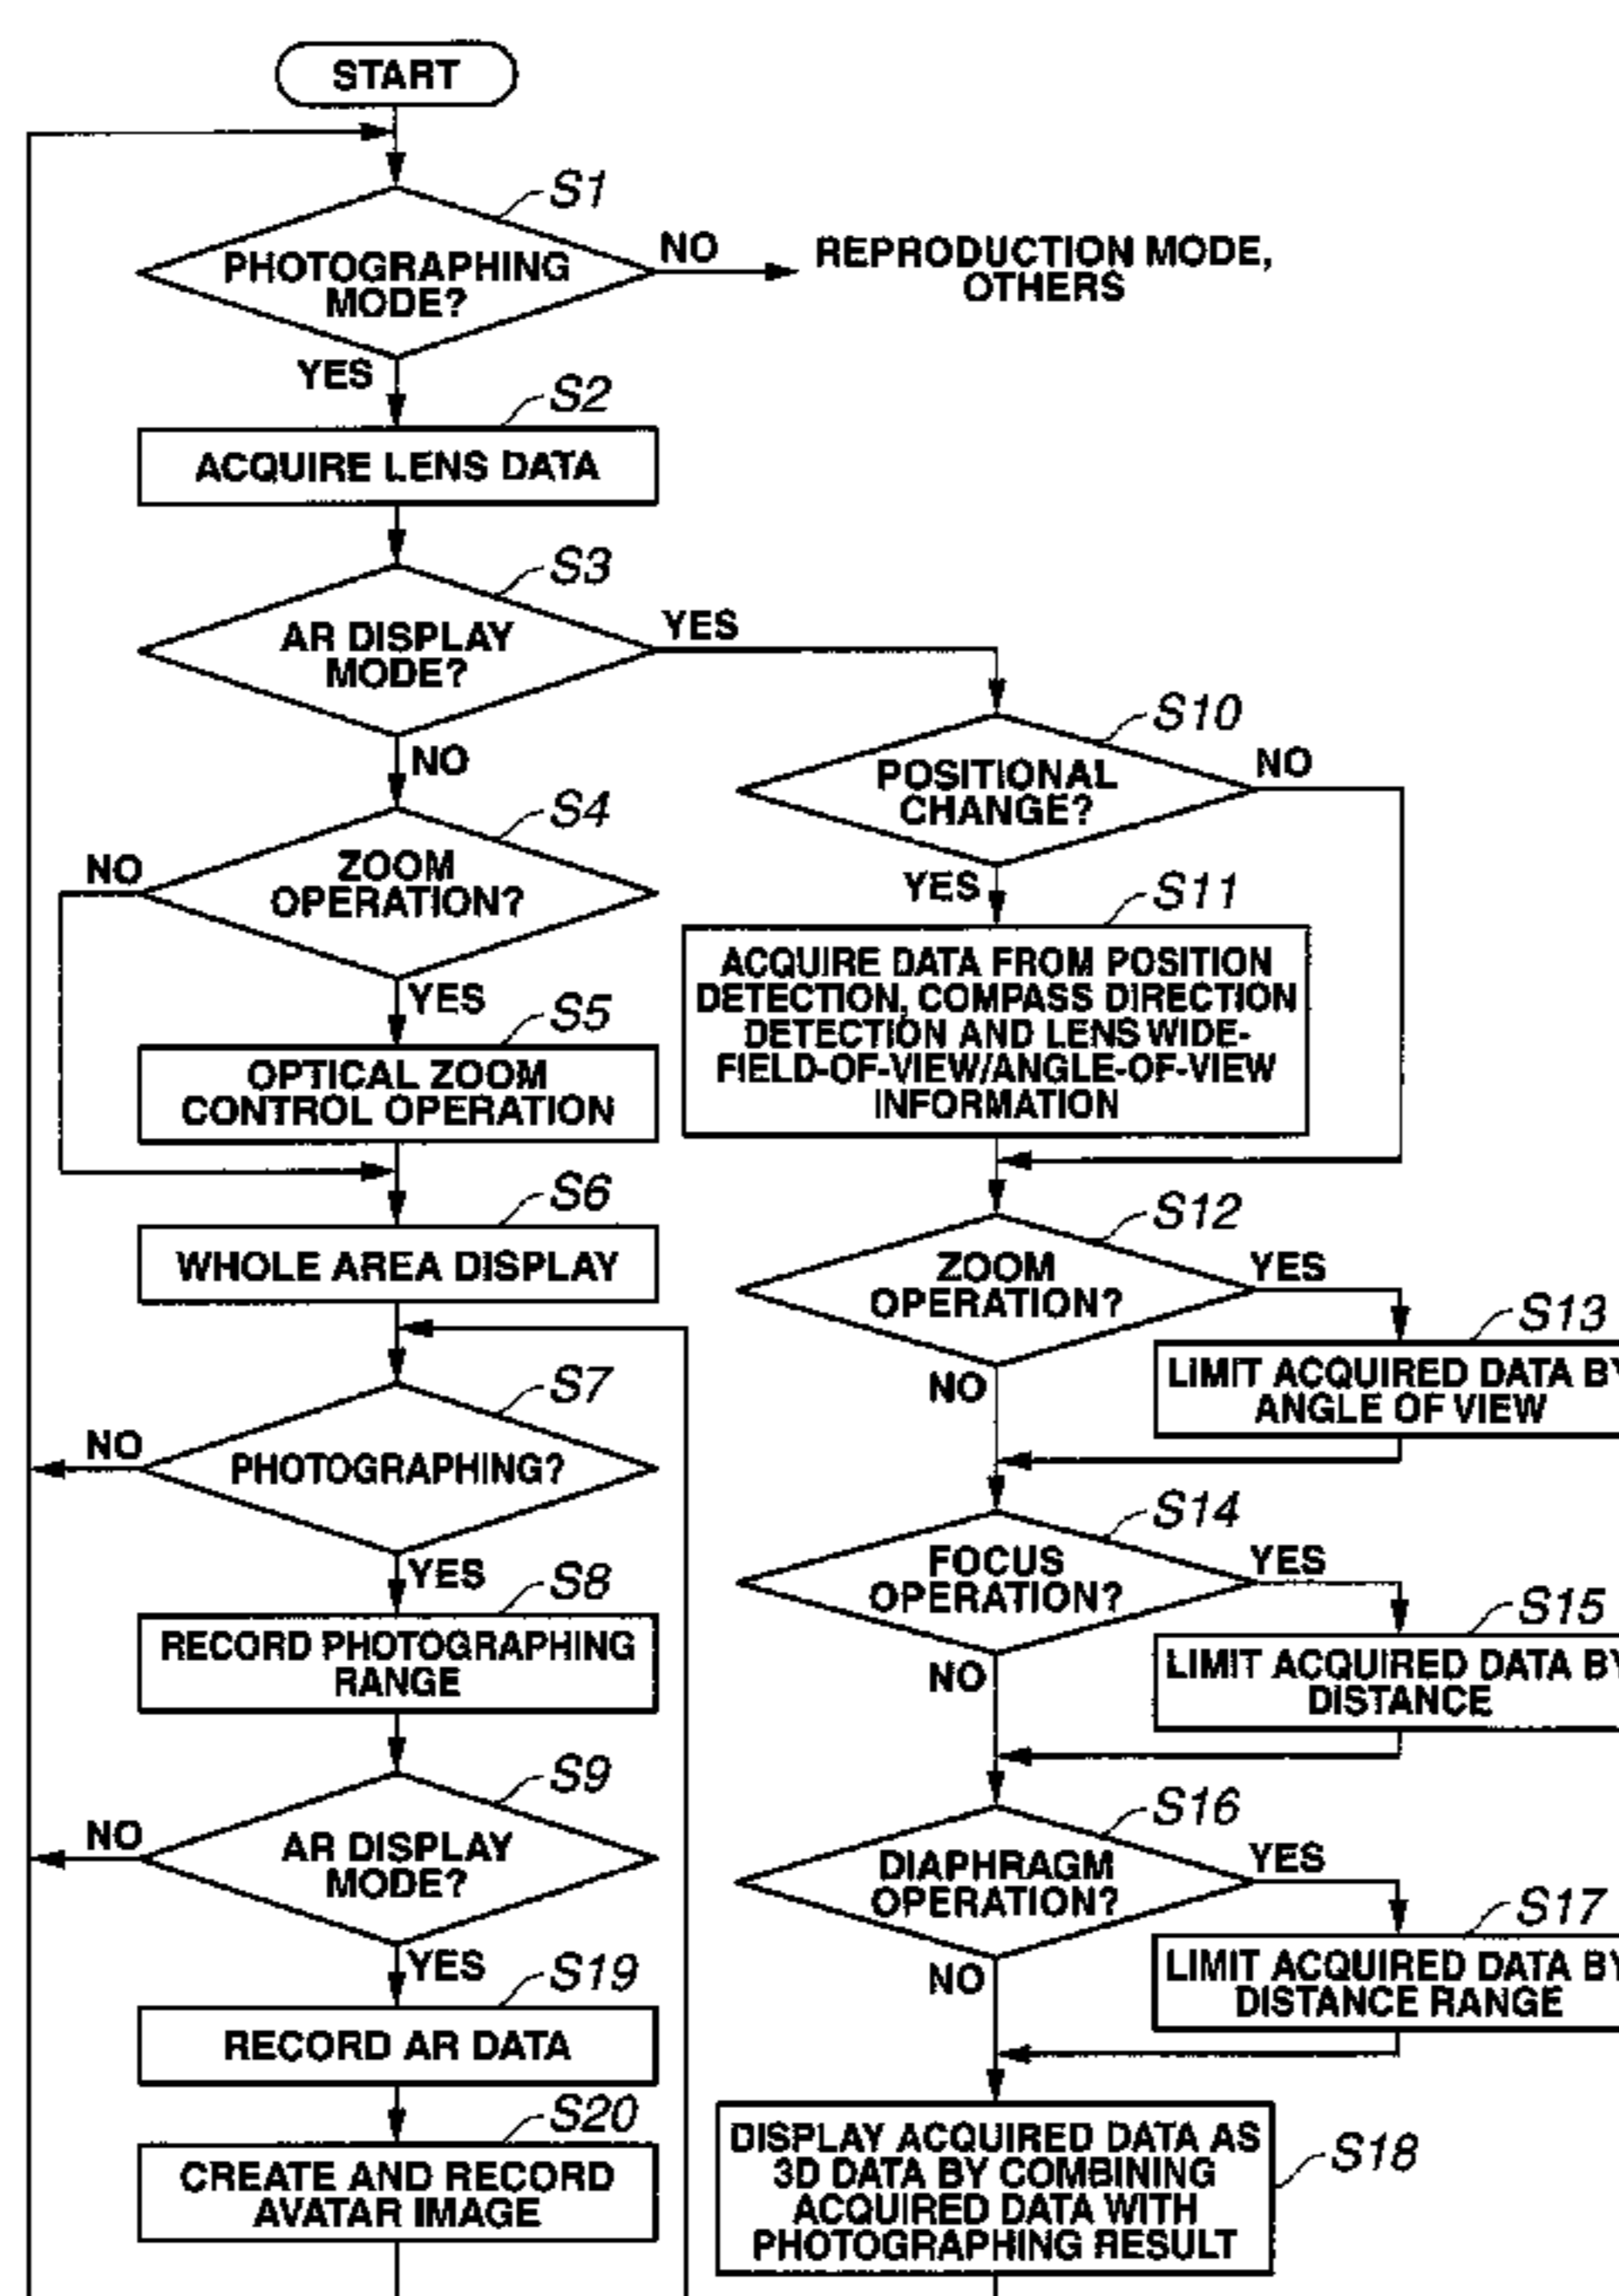 START
S1
PHOTOGRAPHING
MODE?
NO
REPRODUCTION MODE,
OTHERS
YES
S2
ACQUIRE LENS DATA
S3
AR DISPLAY
MODE?
YES
NO
S4
ZOOM
OPERATION?
NO
YES
S5
OPTICAL ZOOM
CONTROL OPERATION
S6
WHOLE AREA DISPLAY
S7
PHOTOGRAPHING?
NO
YES
S8
RECORD PHOTOGRAPHING
RANGE
S9
AR DISPLAY
MODE?
NO
YES
S19
RECORD AR DATA
S20
CREATE AND RECORD
AVATAR IMAGE
S10
POSITIONAL
CHANGE?
NO
YES
S11
ACQUIRE DATA FROM POSITION
DETECTION, COMPASS DIRECTION
DETECTION AND LENS WIDE-
FIELD-OF-VIEW/ANGLE-OF-VIEW
INFORMATION
S12
ZOOM
OPERATION?
YES
NO
S13
LIMIT ACQUIRED DATA BY
ANGLE OF VIEW
S14
FOCUS
OPERATION?
YES
NO
S15
LIMIT ACQUIRED DATA BY
DISTANCE
S16
DIAPHRAGM
OPERATION?
YES
NO
S17
LIMIT ACQUIRED DATA BY
DISTANCE RANGE
S18
DISPLAY ACQUIRED DATA AS
3D DATA BY COMBINING
ACQUIRED DATA WITH
PHOTOGRAPHING RESULT